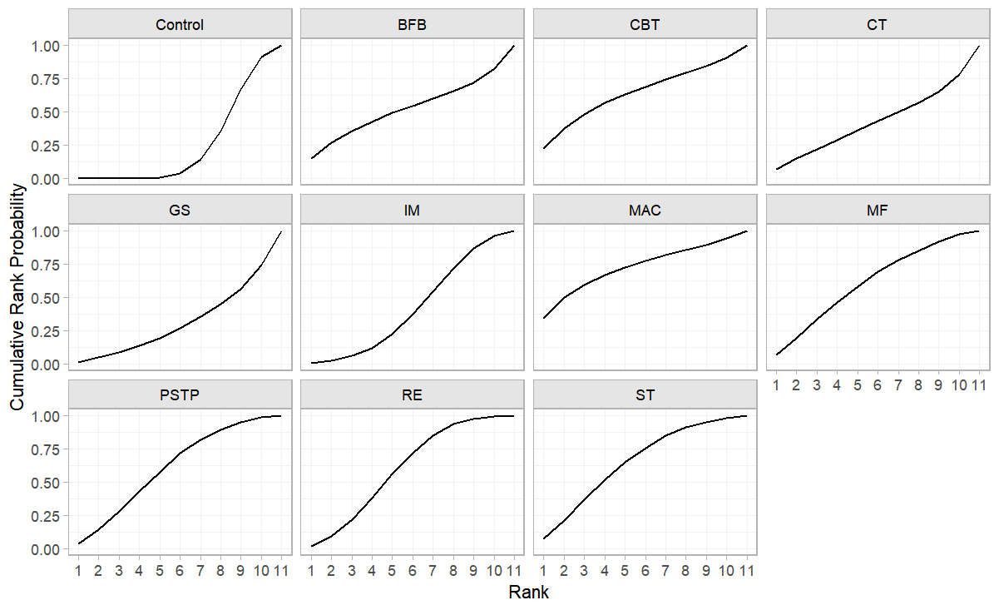 Control BFB CBT CT
1.00
0.75
0.50
0.25
0.00
GS IM MAC MF
1.00
0.75
0.50
0.25
0.00
1 2 3 4 5 6 7 8 9 10 11
PSTP RE ST
1.00
0.75
0.50
0.25
0.00
1 2 3 4 5 6 7 8 9 10 11 1 2 3 4 5 6 7 8 9 10 11 1 2 3 4 5 6 7 8 9 10 11
Rank
Cumulative Rank Probability